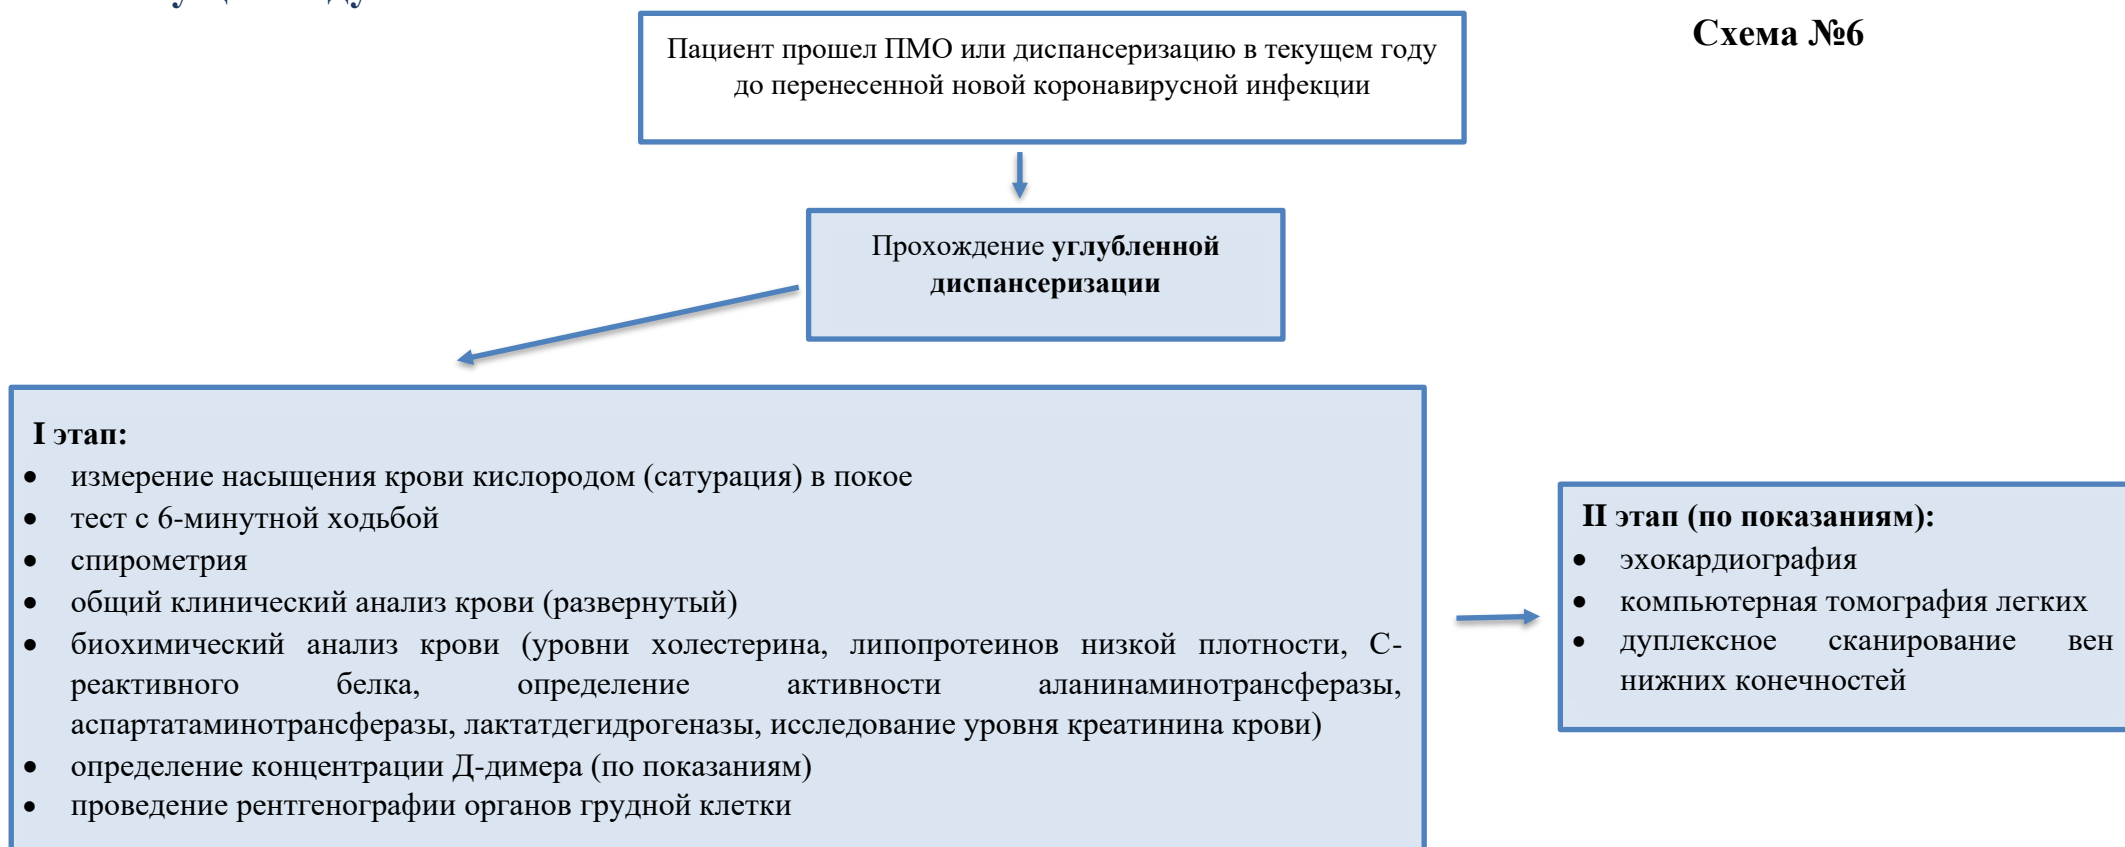 Схема №6
Пациент прошел ПМО или диспансеризацию в текущем году
до перенесенной новой коронавирусной инфекции
Прохождение углубленной
диспансеризации
I этап:
• измерение насыщения крови кислородом (сатурация) в покое
• тест с 6-минутной ходьбой
• спирометрия
• общий клинический анализ крови (развернутый)
• биохимический анализ крови (уровни холестерина, липопротеинов низкой плотности, С-
реактивного белка, определение активности аланинаминотрансферазы,
аспартатаминотрансферазы, лактатдегидрогеназы, исследование уровня креатинина крови)
• определение концентрации Д-димера (по показаниям)
• проведение рентгенографии органов грудной клетки
II этап (по показаниям):
• эхокардиография
• компьютерная томография легких
• дуплексное сканирование вен
нижних конечностей